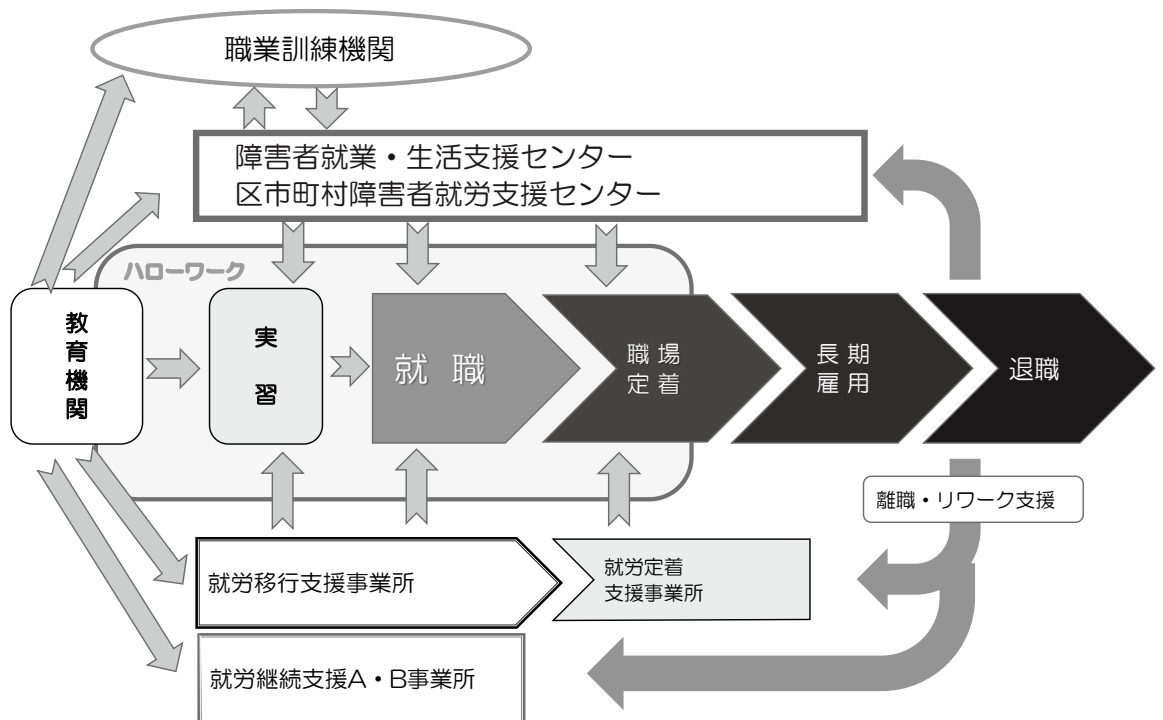 職業訓練機関
障害者就業・生活支援センター
区市町村障害者就労支援センター
ハローワーク
教育機関
実習
就職
職場
定着
長期
雇用
退職
離職・リワーク支援
就労移行支援事業所
就労定着
支援事業所
就労継続支援A・B事業所